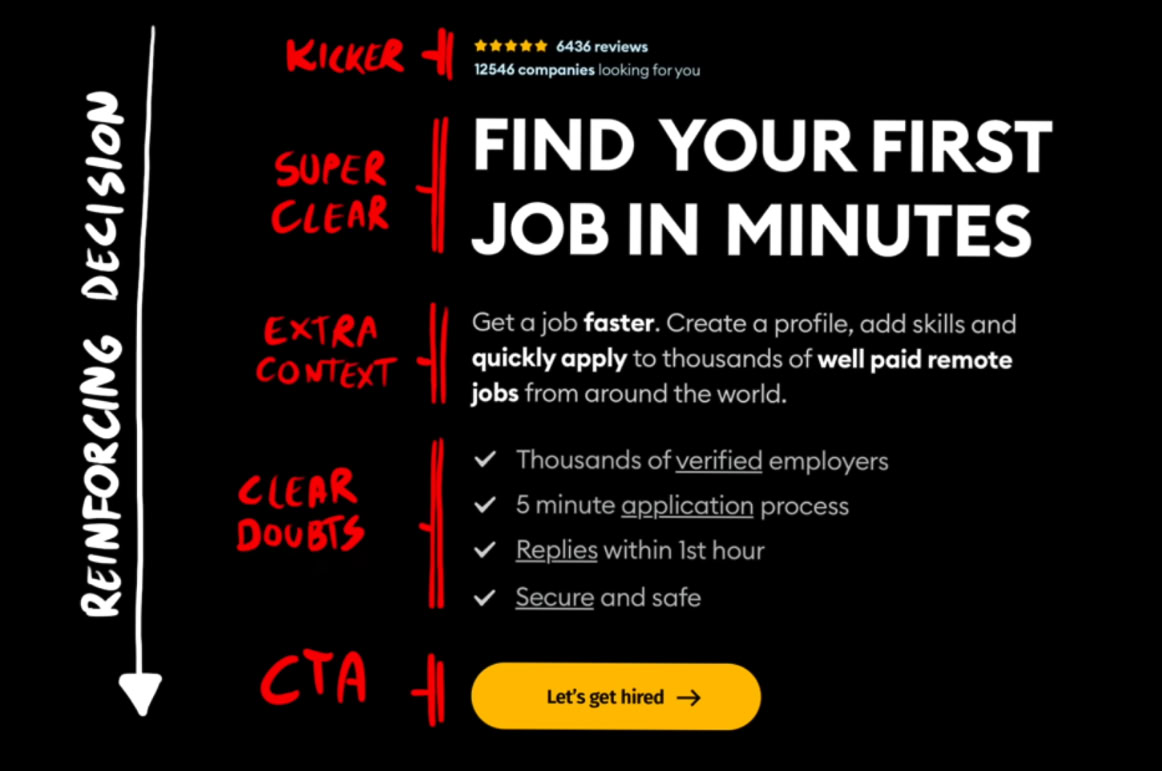 REINFORCING DECISION
KICKER
6436 reviews
12546 companies looking for you
SUPER
CLEAR
FIND YOUR FIRST
JOB IN MINUTES
EXTRA
CONTEXT
Get a job faster. Create a profile, add skills and
quickly apply to thousands of well paid remote
jobs from around the world.
CLEAR
DOUBTS
Thousands of verified employers
5 minute application process
Replies within 1st hour
Secure and safe
CTA
Let's get hired →